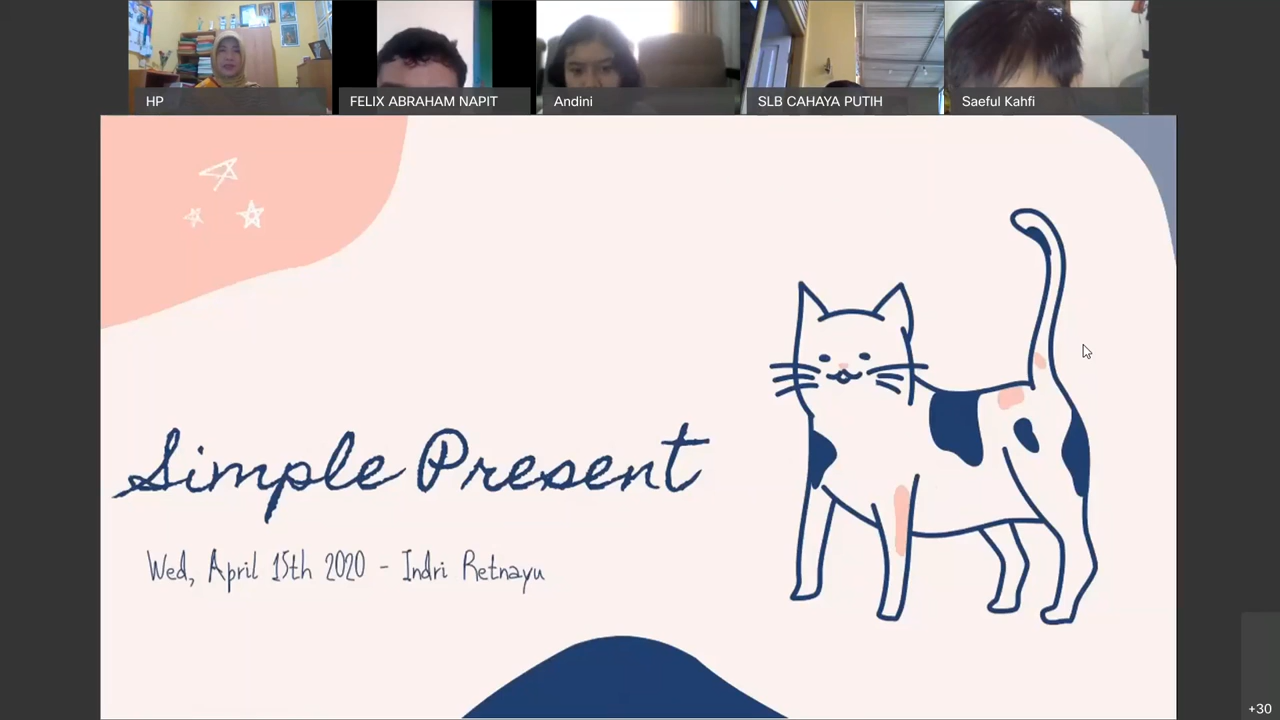 HP
FELIX ABRAHAM NAPIT
Andini
SLB CAHAYA PUTIH
Saeful Kahfi
Simple Present
Wed, April 15th 2020 - Indri Retnayu
+30